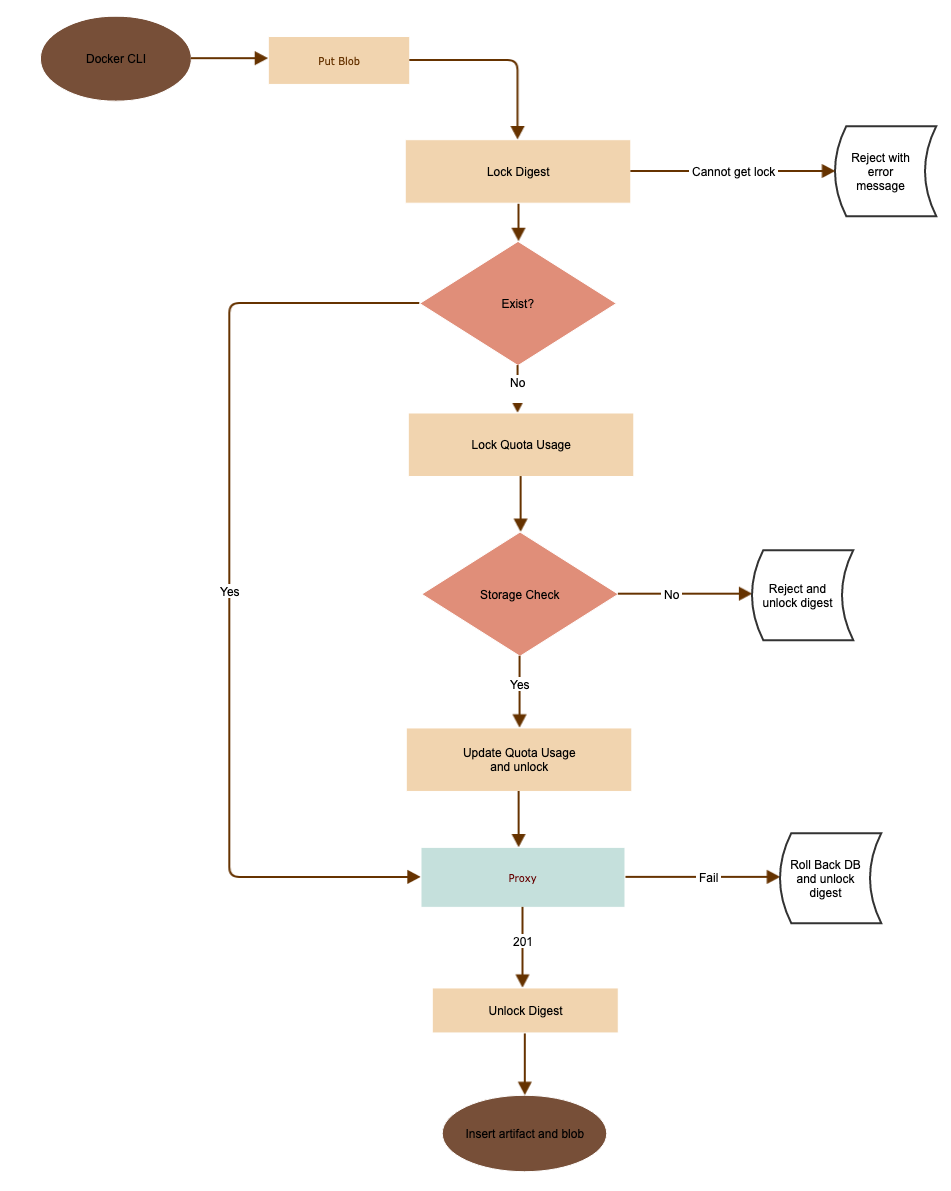 Docker CLI
Put Blob
Lock Digest
Cannot get lock
Reject with
error
message
Exist?
No
Lock Quota Usage
Yes
Storage Check
No
Reject and
unlock digest
Yes
Update Quota Usage
and unlock
Proxy
Fail
Roll Back DB
and unlock
digest
201
Unlock Digest
Insert artifact and blob